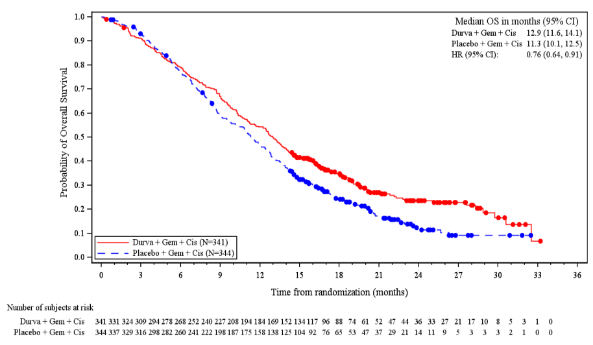 Median OS in months (95% CI)
Durva + Gem + Cis 12.9 (11.6, 14.1)
Placebo + Gem + Cis 11.3 (10.1, 12.5)
HR (95% CI): 0.76 (0.64, 0.91)
Probability of Overall Survival
1.0
0.9
0.8
0.7
0.6
0.5
0.4
0.3
0.2
0.1
0.0
Durva + Gem + Cis (N=341)
Placebo + Gem + Cis (N=344)
0 3 6 9 12 15 18 21 24 27 30 33 36
Time from randomization (months)
Number of subjects at risk
Durva + Gem + Cis 341 331 324 309 294 278 268 252 240 227 208 194 184 169 152 134 117 96 88 74 61 52 47 44 36 33 27 21 17 10 8 5 3 1 0
Placebo + Gem + Cis 344 337 329 316 298 282 260 241 222 198 187 175 158 138 125 104 92 76 65 53 47 37 29 21 14 11 9 5 3 3 3 2 1 0